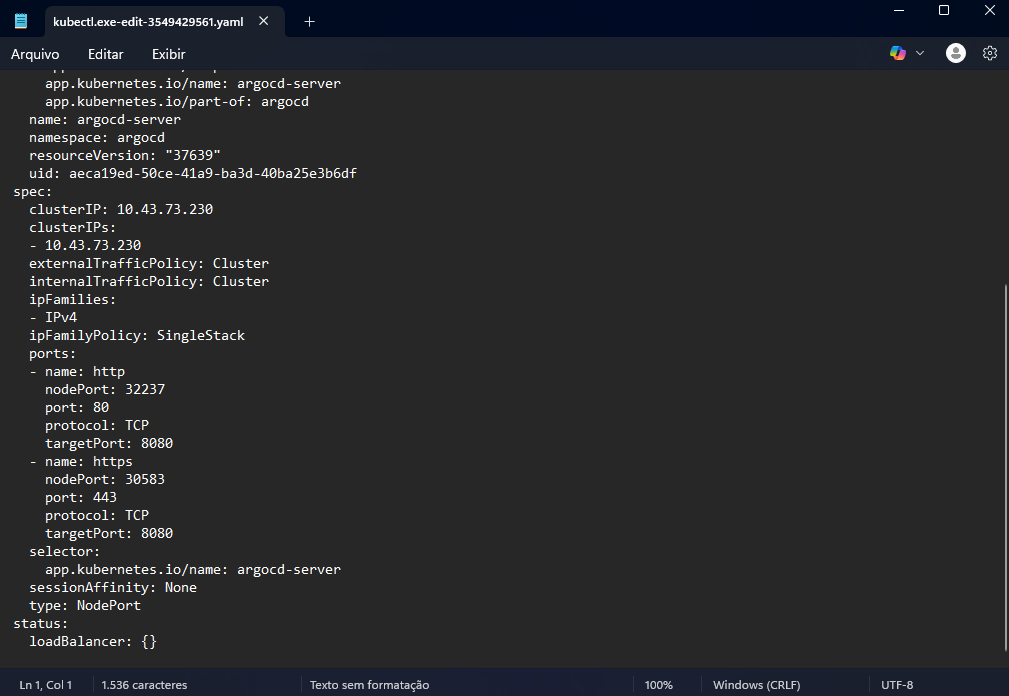 kubectl.exe-edit-3549429561.yaml
Arquivo Editar Exibir
app.kubernetes.io/name: argocd-server
app.kubernetes.io/part-of: argocd
name: argocd-server
namespace: argocd
resourceVersion: "37639"
uid: aeca19ed-50ce-41a9-ba3d-40ba25e3b6df
spec:
clusterIP: 10.43.73.230
clusterIPs:
- 10.43.73.230
externalTrafficPolicy: Cluster
internalTrafficPolicy: Cluster
ipFamilies:
- IPv4
ipFamilyPolicy: SingleStack
ports:
- name: http
nodePort: 32237
port: 80
protocol: TCP
targetPort: 8080
- name: https
nodePort: 30583
port: 443
protocol: TCP
targetPort: 8080
selector:
app.kubernetes.io/name: argocd-server
sessionAffinity: None
type: NodePort
status:
loadBalancer: {}
Ln 1, Col 1 1.536 caracteres Texto sem formatação 100% Windows (CRLF) UTF-8